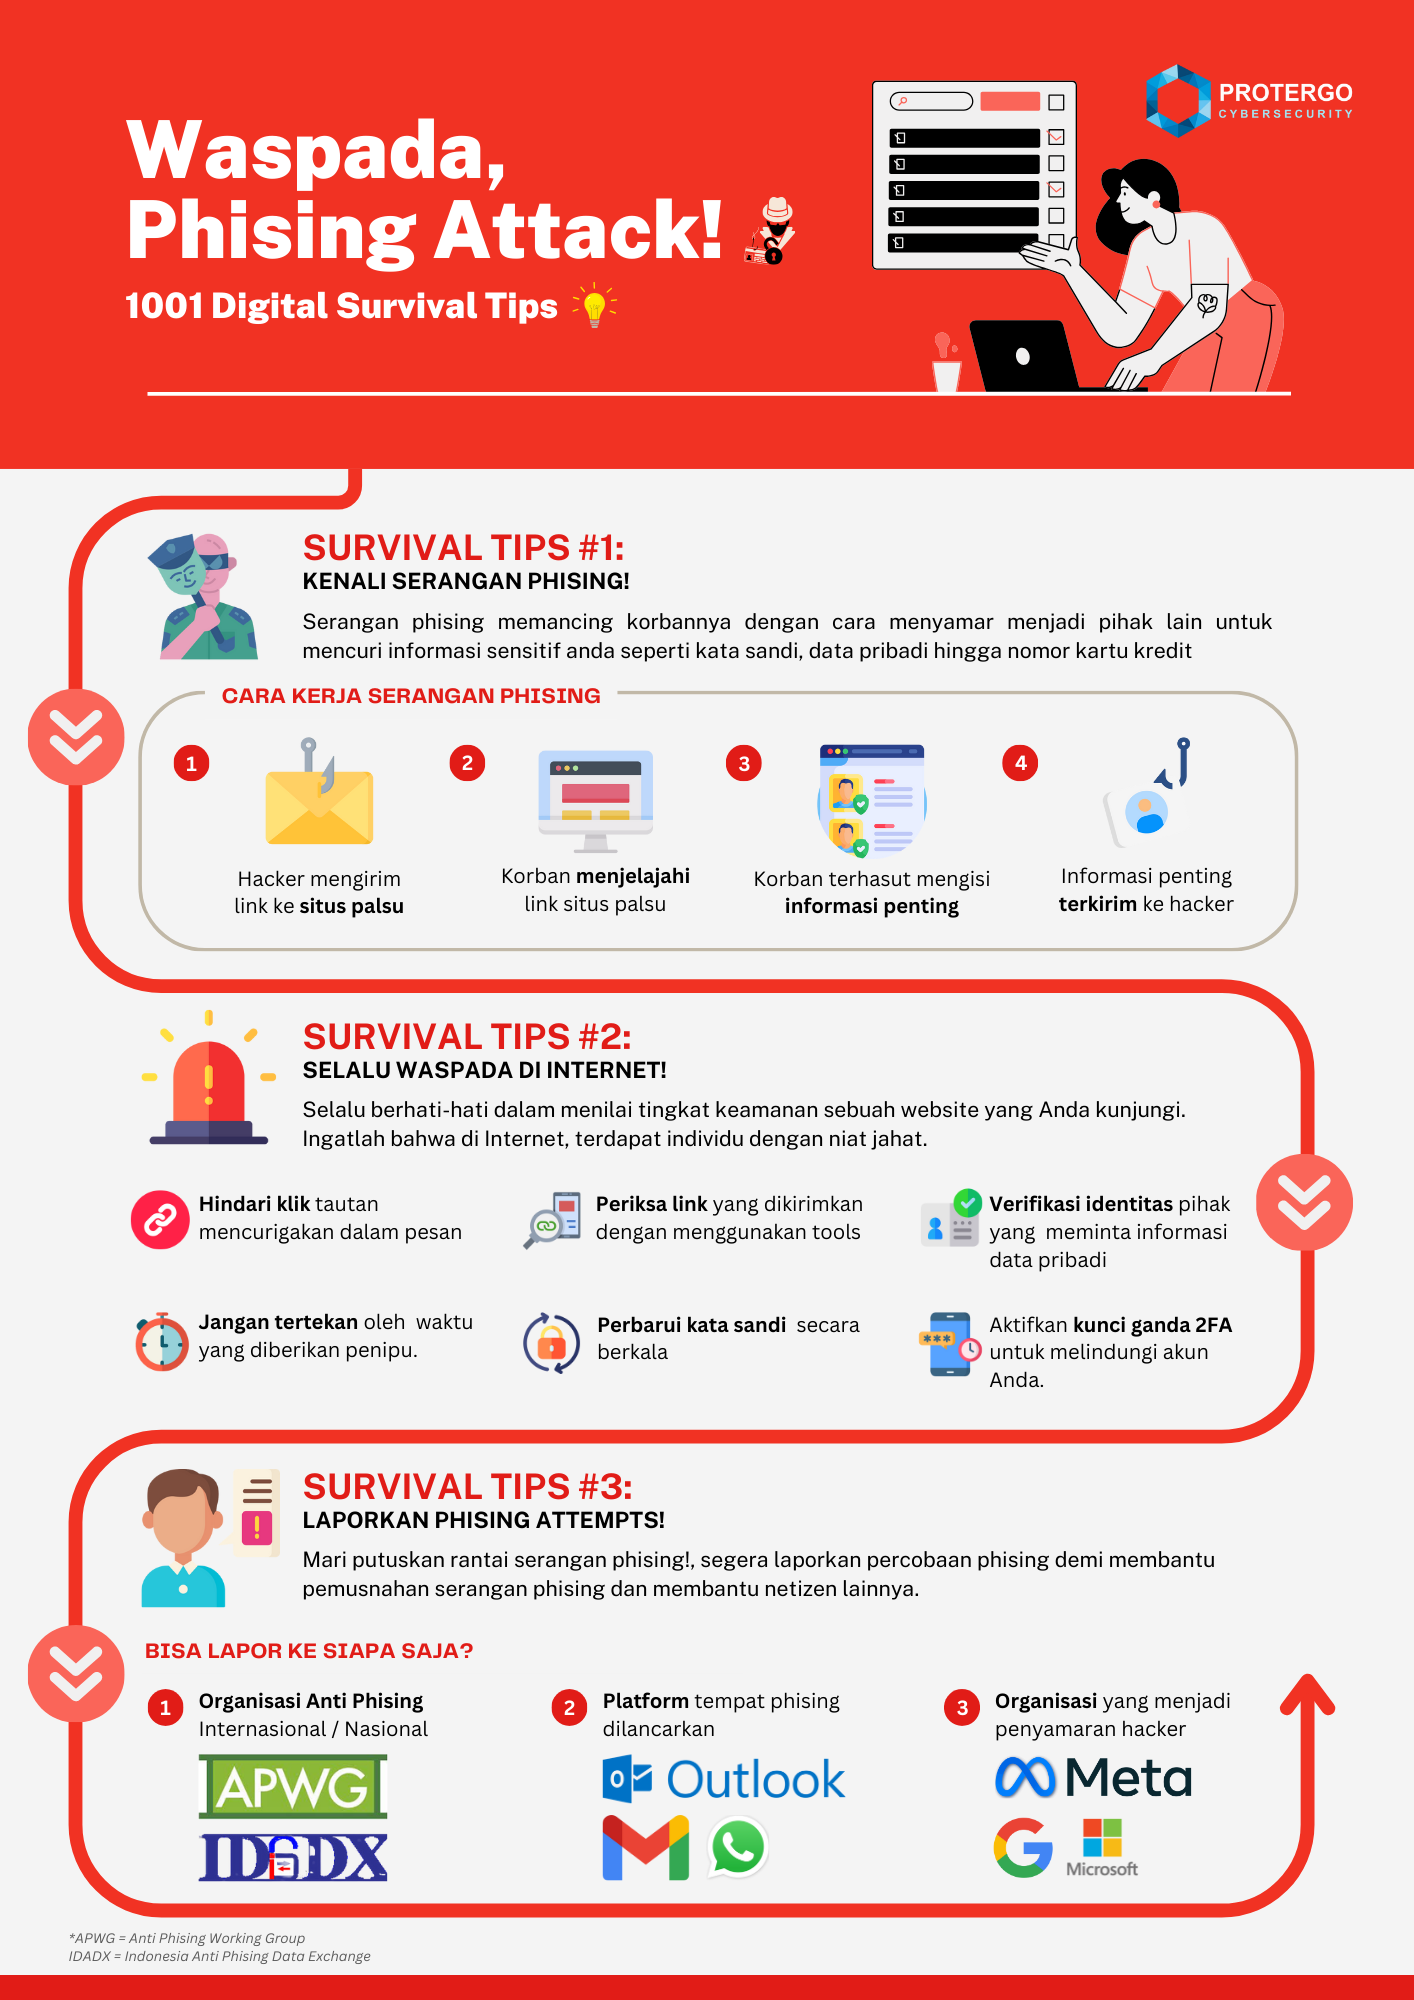 PROTERGO
CYBERSECURITY
Waspada,
Phising Attack!
1001 Digital Survival Tips
SURVIVAL TIPS #1:
KENALI SERANGAN PHISING!
Serangan phising memancing korbannya dengan cara menyamar menjadi pihak lain untuk
mencuri informasi sensitif anda seperti kata sandi, data pribadi hingga nomor kartu kredit
CARA KERJA SERANGAN PHISING
1
Hacker mengirim
link ke situs palsu
2
Korban menjelajahi
link situs palsu
3
Korban terhasut mengisi
informasi penting
4
Informasi penting
terkirim ke hacker
SURVIVAL TIPS #2:
SELALU WASPADA DI INTERNET!
Selalu berhati-hati dalam menilai tingkat keamanan sebuah website yang Anda kunjungi.
Ingatlah bahwa di Internet, terdapat individu dengan niat jahat.
Hindari klik tautan
mencurigakan dalam pesan
Periksa link yang dikirimkan
dengan menggunakan tools
Verifikasi identitas pihak
yang meminta informasi
data pribadi
Jangan tertekan oleh waktu
yang diberikan penipu.
Perbarui kata sandi secara
berkala
Aktifkan kunci ganda 2FA
untuk melindungi akun
Anda.
SURVIVAL TIPS #3:
LAPORKAN PHISING ATTEMPTS!
Mari putuskan rantai serangan phising!, segera laporkan percobaan phising demi membantu
pemusnahan serangan phising dan membantu netizen lainnya.
BISA LAPOR KE SIAPA SAJA?
1
Organisasi Anti Phising
Internasional / Nasional
APWG
IDADX
2
Platform tempat phising
dilancarkan
Outlook
3
Organisasi yang menjadi
penyamaran hacker
Meta
Microsoft
*APWG = Anti Phising Working Group
IDADX = Indonesia Anti Phising Data Exchange